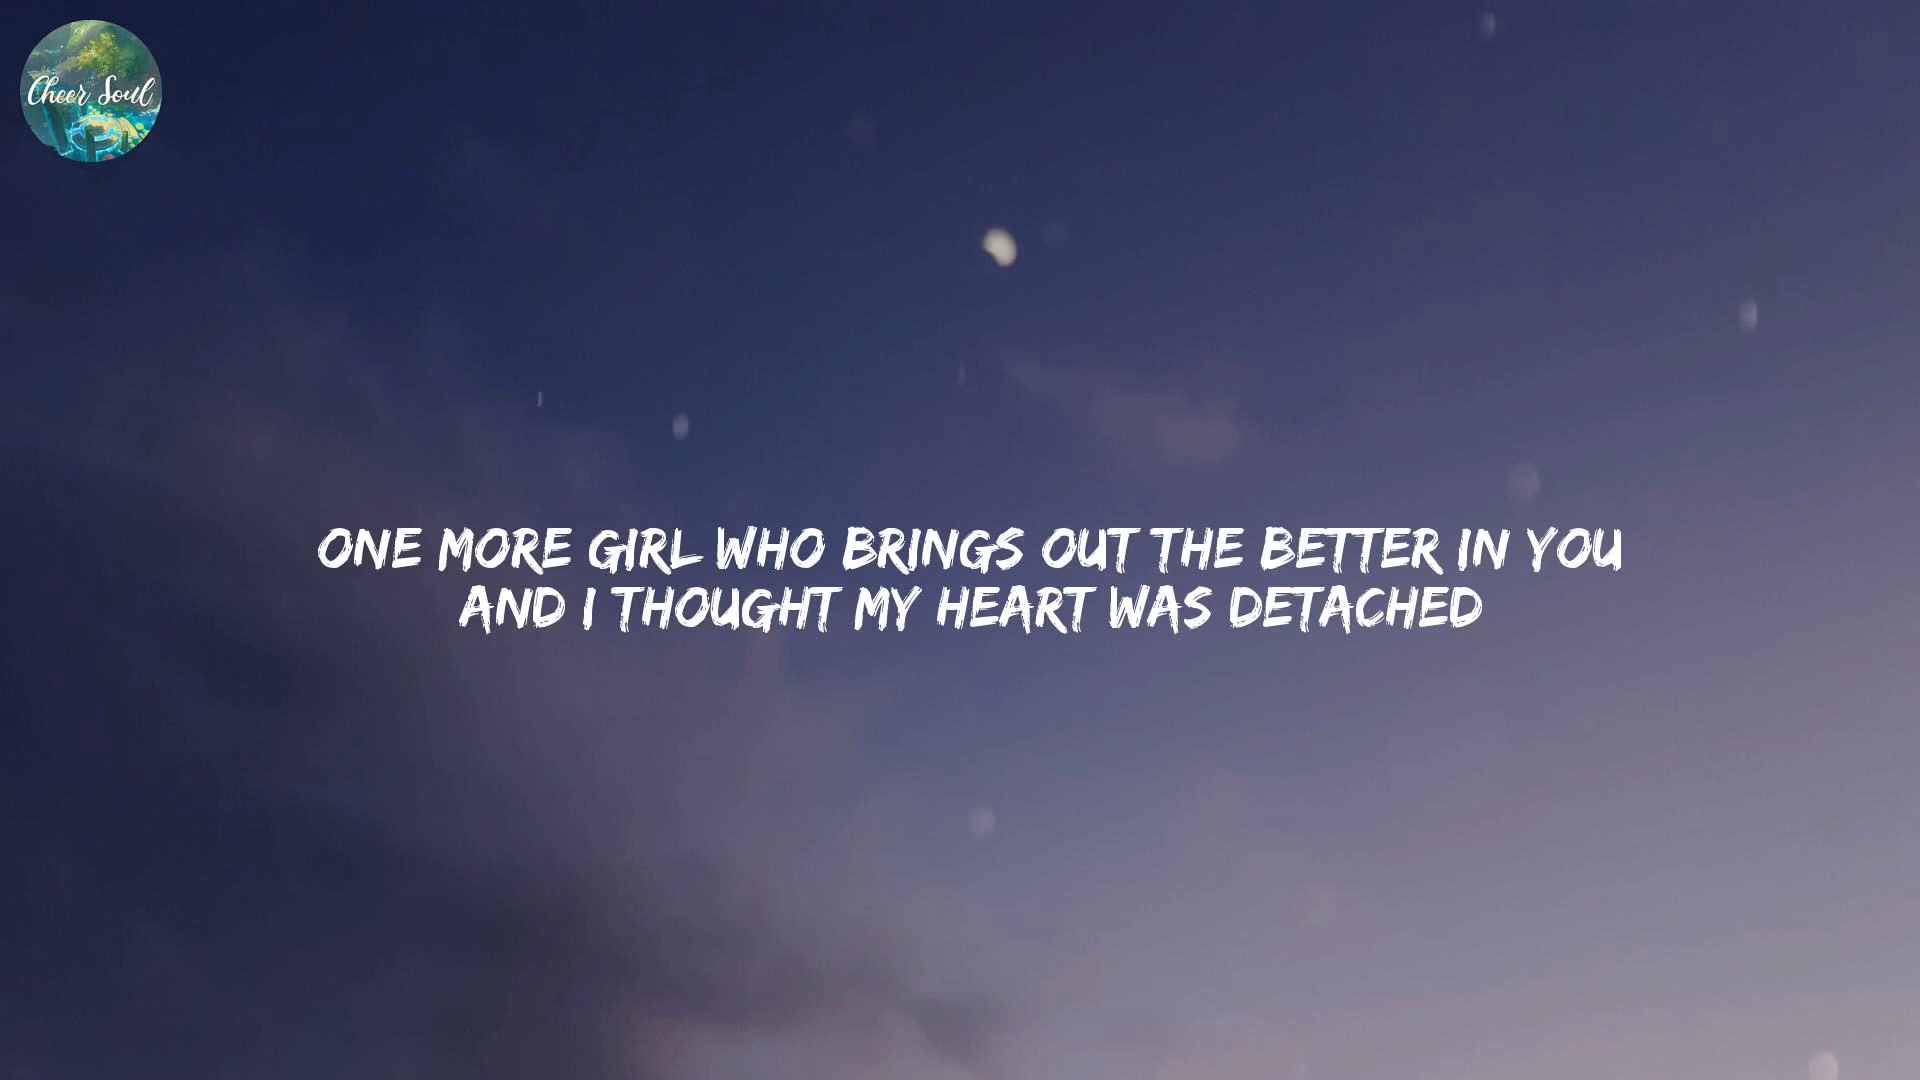 Cheer Soul
ONE MORE GIRL WHO BRINGS OUT THE BETTER IN YOU
AND I THOUGHT MY HEART WAS DETACHED